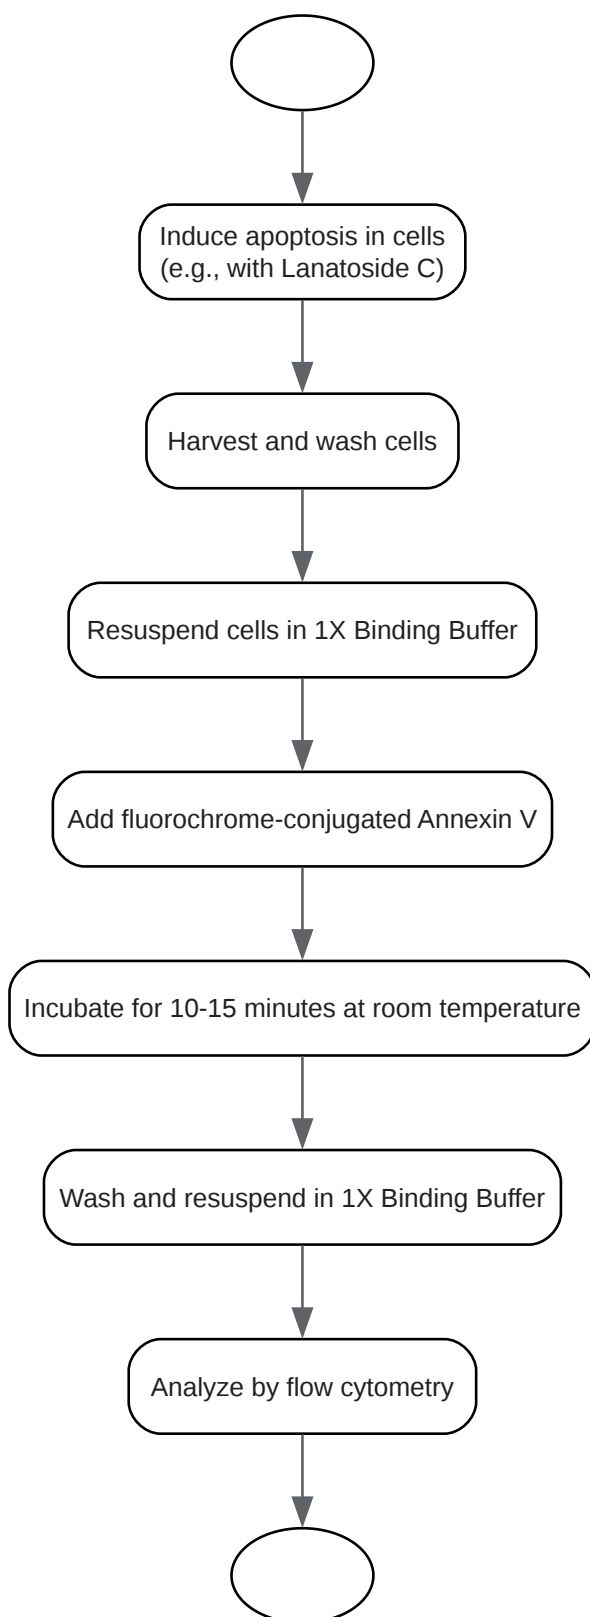 Induce apoptosis in cells
(e.g., with Lanatoside C)
Harvest and wash cells
Resuspend cells in 1X Binding Buffer
Add fluorochrome-conjugated Annexin V
Incubate for 10-15 minutes at room temperature
Wash and resuspend in 1X Binding Buffer
Analyze by flow cytometry